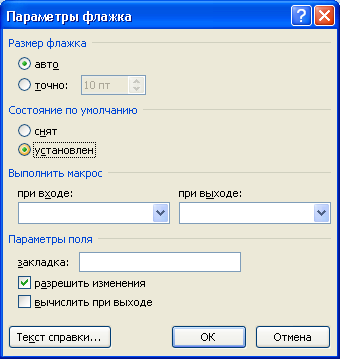 Параметры флажка
Размер флажка
авто
точно: 10 пт
Состояние по умолчанию
снят
установлен
Выполнить макрос
при входе: при выходе:
Параметры поля
закладка:
разрешить изменения
вычислить при выходе
Текст справки... ОК Отмена